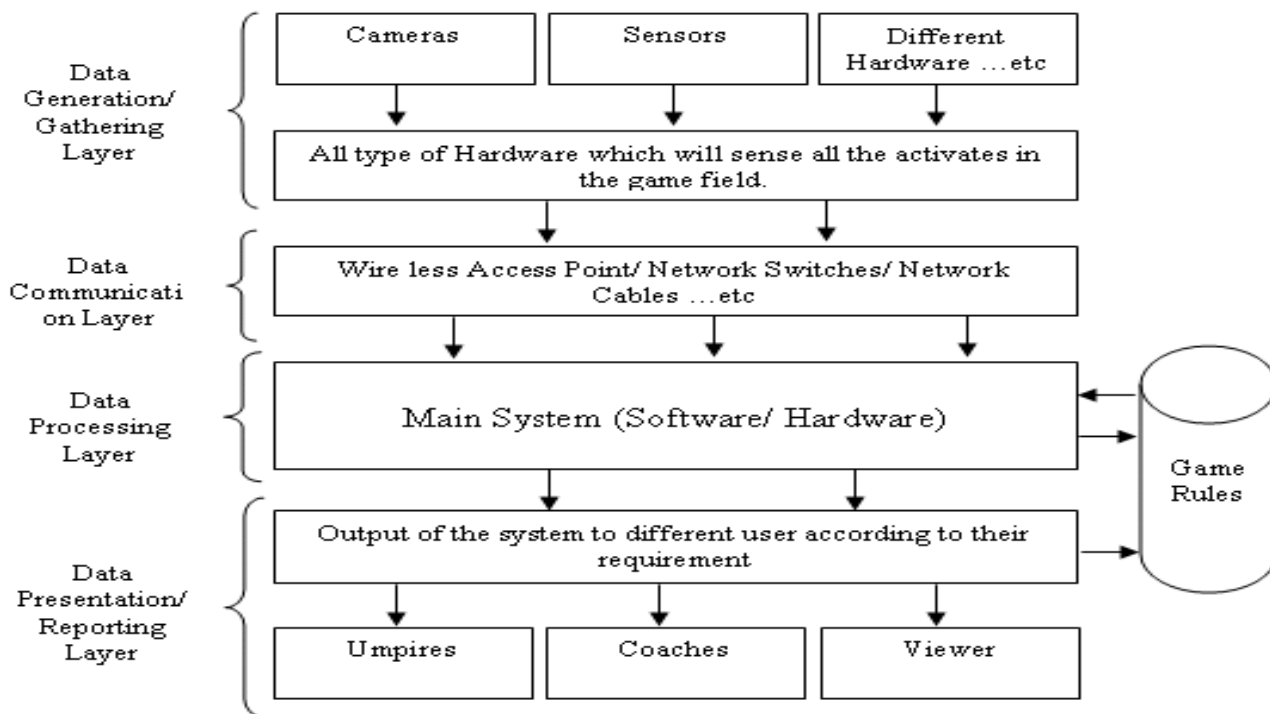 Cameras
Sensors
Different
Hardware ...etc
Data
Generation/
Gathering
Layer
All type of Hardware which will sense all the activates in
the game field.
Data
Communicati
on Layer
Wire less Access Point/ Network Switches/ Network
Cables ...etc
Data
Processing
Layer
Main System (Software/ Hardware)
Game
Rules
Data
Presentation/
Reporting
Layer
Output of the system to different user according to their
requirement
Umpires
Coaches
Viewer